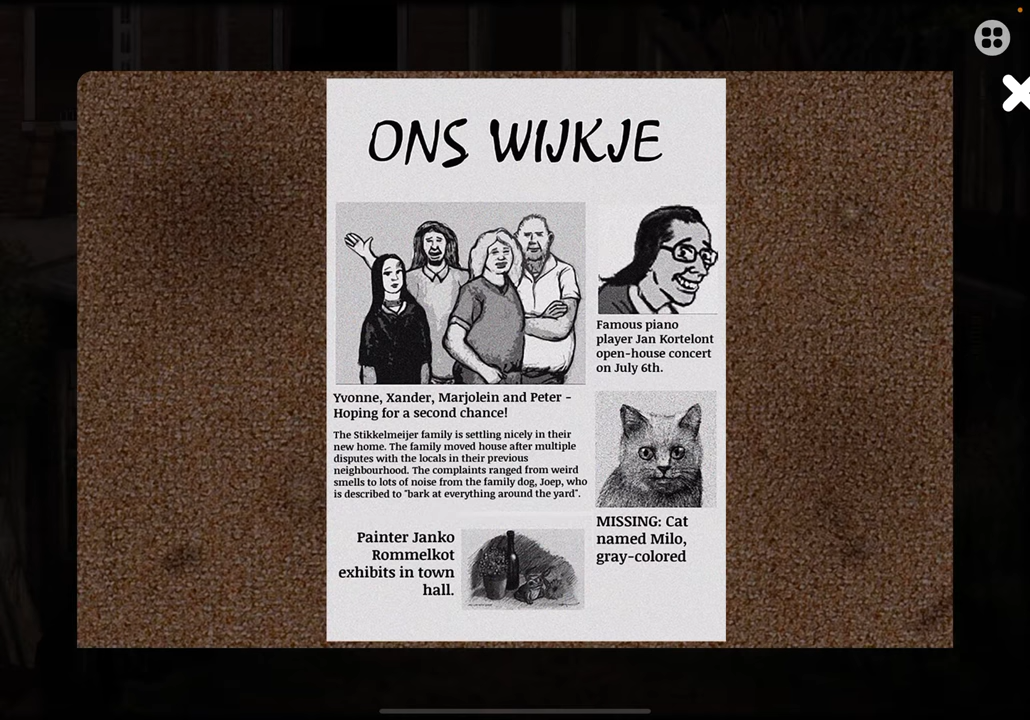 ONS WIJKJE
Yvonne, Xander, Marjolein and Peter -
Hoping for a second chance!
The Stikkelmeijer family is settling nicely in their
new home. The family moved house after multiple
disputes with the locals in their previous
neighbourhood. The complaints ranged from weird
smells to lots of noise from the family dog, Joep, who
is described to "bark at everything around the yard".
Painter Janko
Rommelkot
exhibits in town
hall.
Famous piano
player Jan Kortelont
open-house concert
on July 6th.
MISSING: Cat
named Milo,
gray-colored